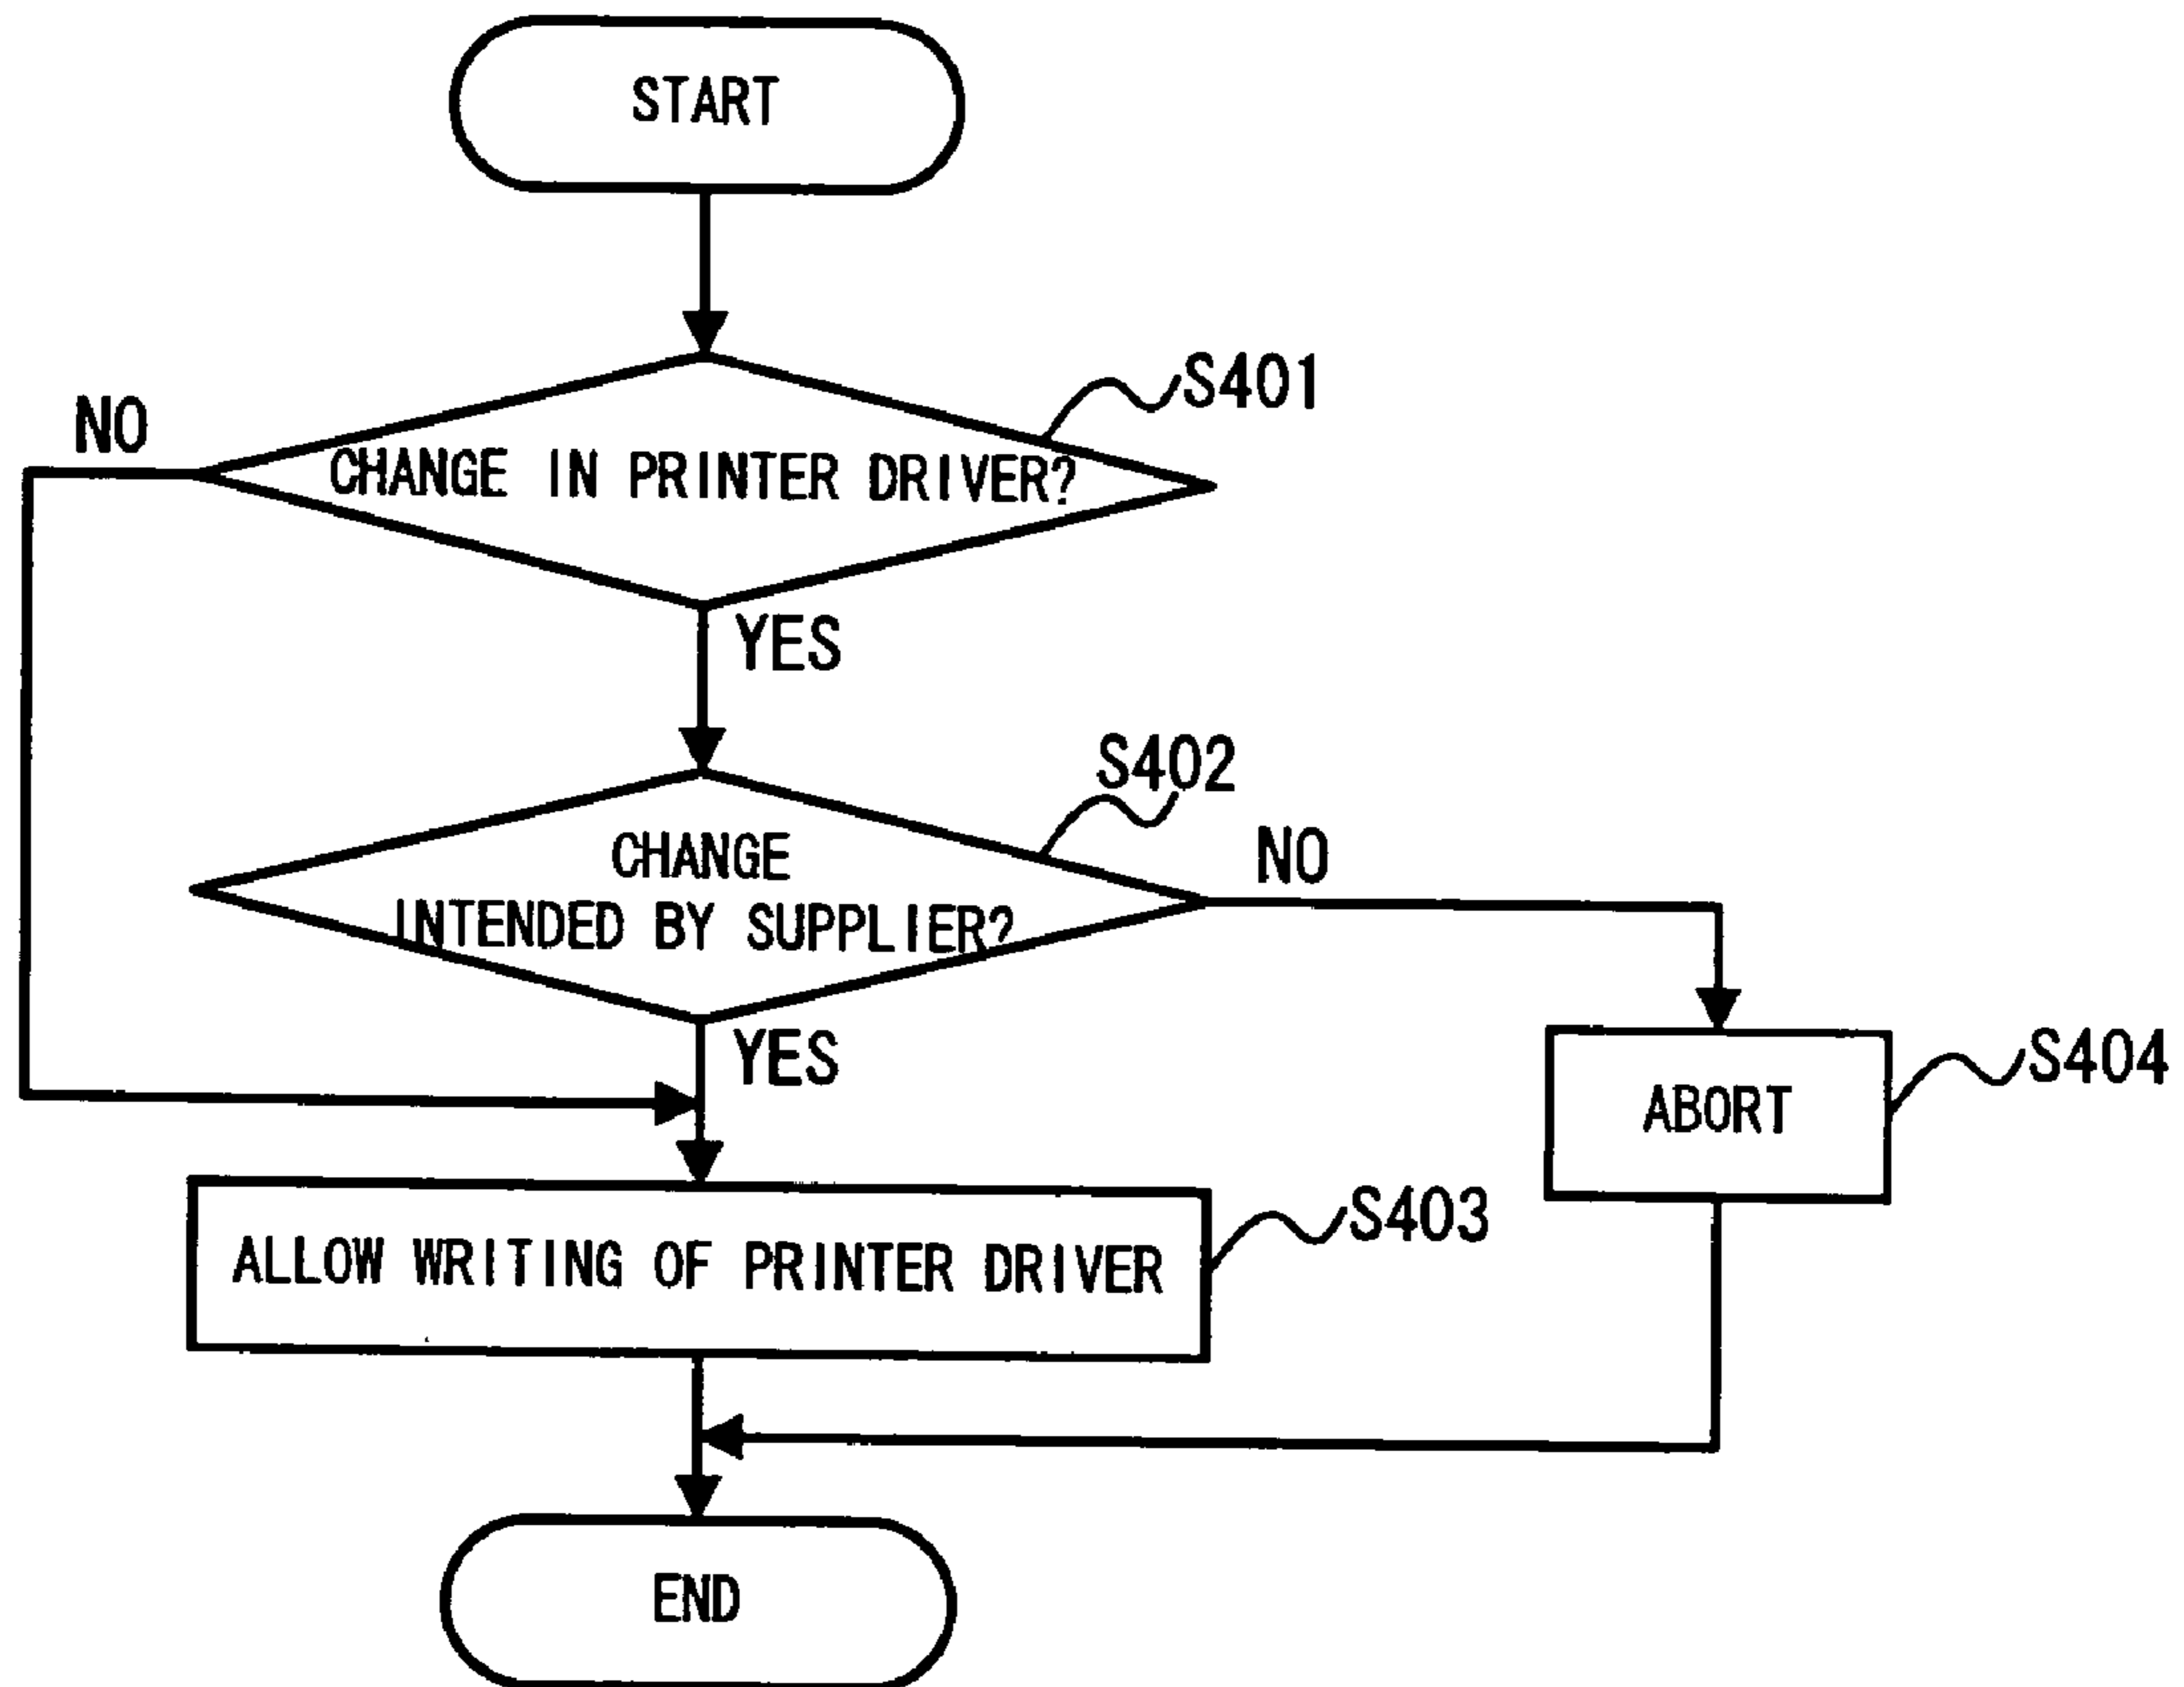 START
S401
NO
CHANGE IN PRINTER DRIVER?
YES
S402
NO
CHANGE
INTENDED BY SUPPLIER?
YES
S404
ABORT
S403
ALLOW WRITING OF PRINTER DRIVER
END